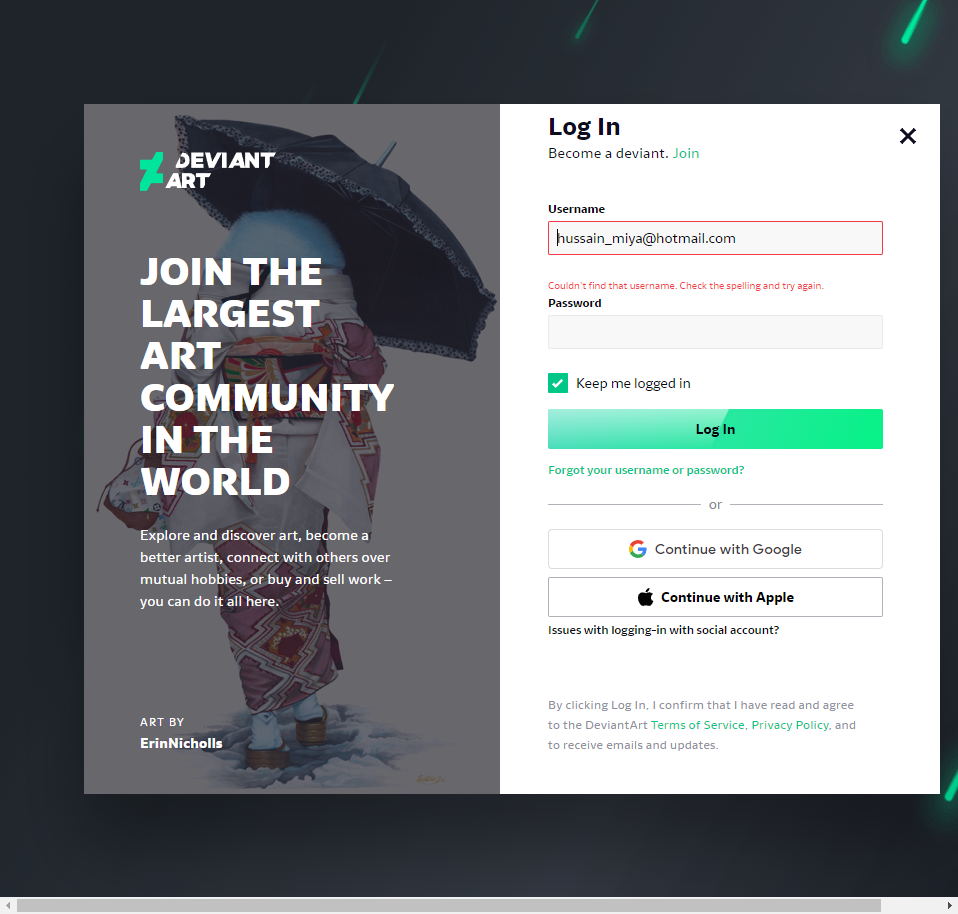 DEVIANT
ART
JOIN THE
LARGEST
ART
COMMUNITY
IN THE
WORLD
Explore and discover art, become a
better artist, connect with others over
mutual hobbies, or buy and sell work –
you can do it all here.
ART BY
ErinNicholls
Log In
Become a deviant. Join
Username
hussain_miya@hotmail.com
Couldn't find that username. Check the spelling and try again.
Password
Keep me logged in
Log In
Forgot your username or password?
or
Continue with Google
Continue with Apple
Issues with logging-in with social account?
By clicking Log In, I confirm that I have read and agree
to the DeviantArt Terms of Service, Privacy Policy, and
to receive emails and updates.